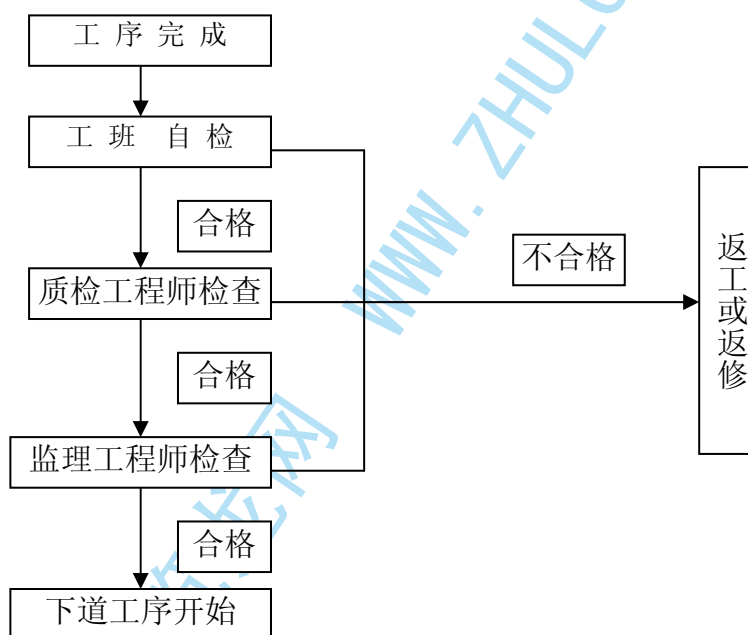 工 序 完 成
工 班 自 检
合格
不合格
质检工程师检查
返工或返修
合格
监理工程师检查
合格
下道工序开始
WWW. ZHUL
龙网